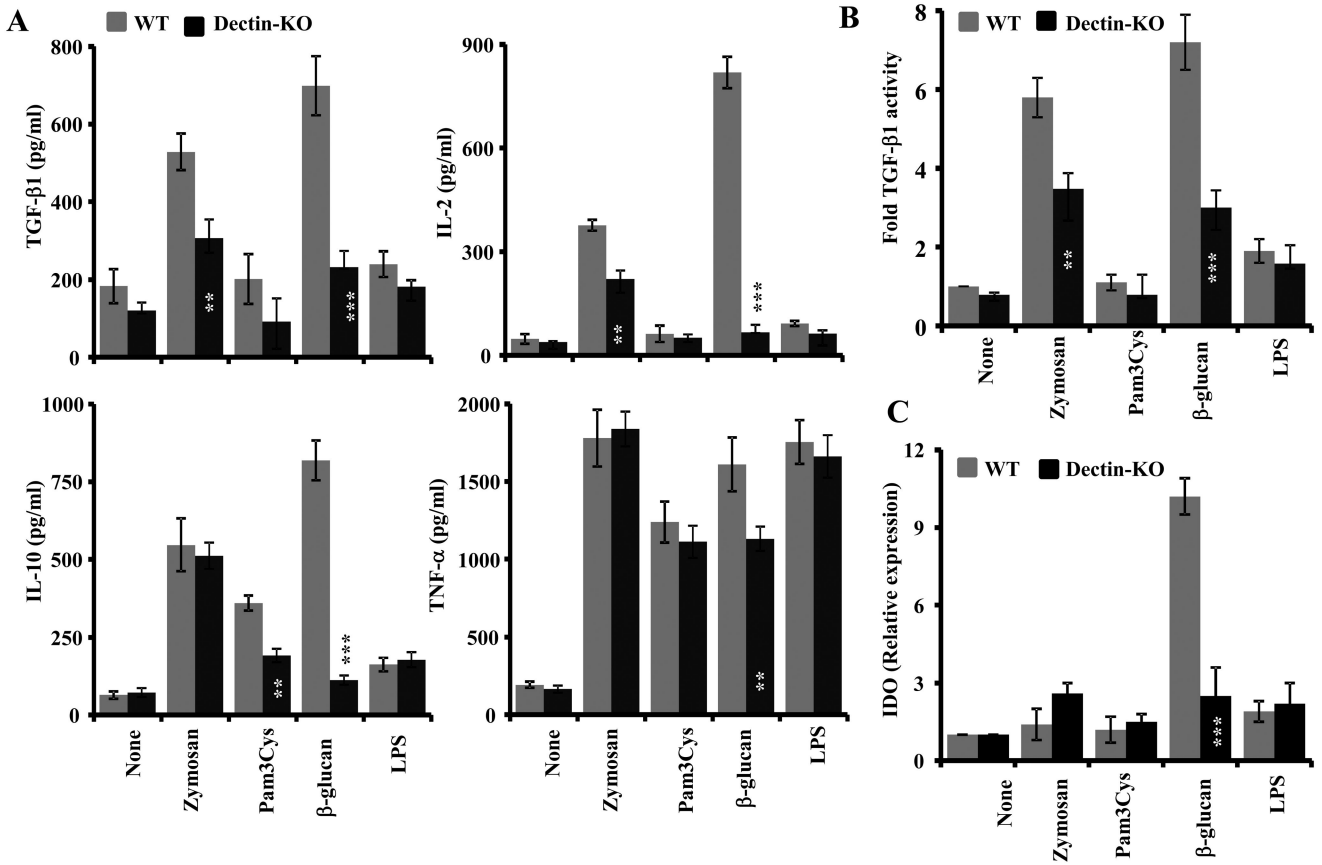 A
WT Dectin-KO
TGF-β1 (pg/ml)
800
600
400
200
0
**
***
IL-2 (pg/ml)
900
600
300
0
**
***
IL-10 (pg/ml)
1000
750
500
250
0
**
***
None
Zymosan
Pam3Cys
β-glucan
LPS
TNF-α (pg/ml)
2000
1500
1000
500
0
**
None
Zymosan
Pam3Cys
β-glucan
LPS
B
WT Dectin-KO
Fold TGF-β1 activity
8
6
4
2
0
**
***
None
Zymosan
Pam3Cys
β-glucan
LPS
C
WT Dectin-KO
IDO (Relative expression)
12
9
6
3
0
***
None
Zymosan
Pam3Cys
β-glucan
LPS